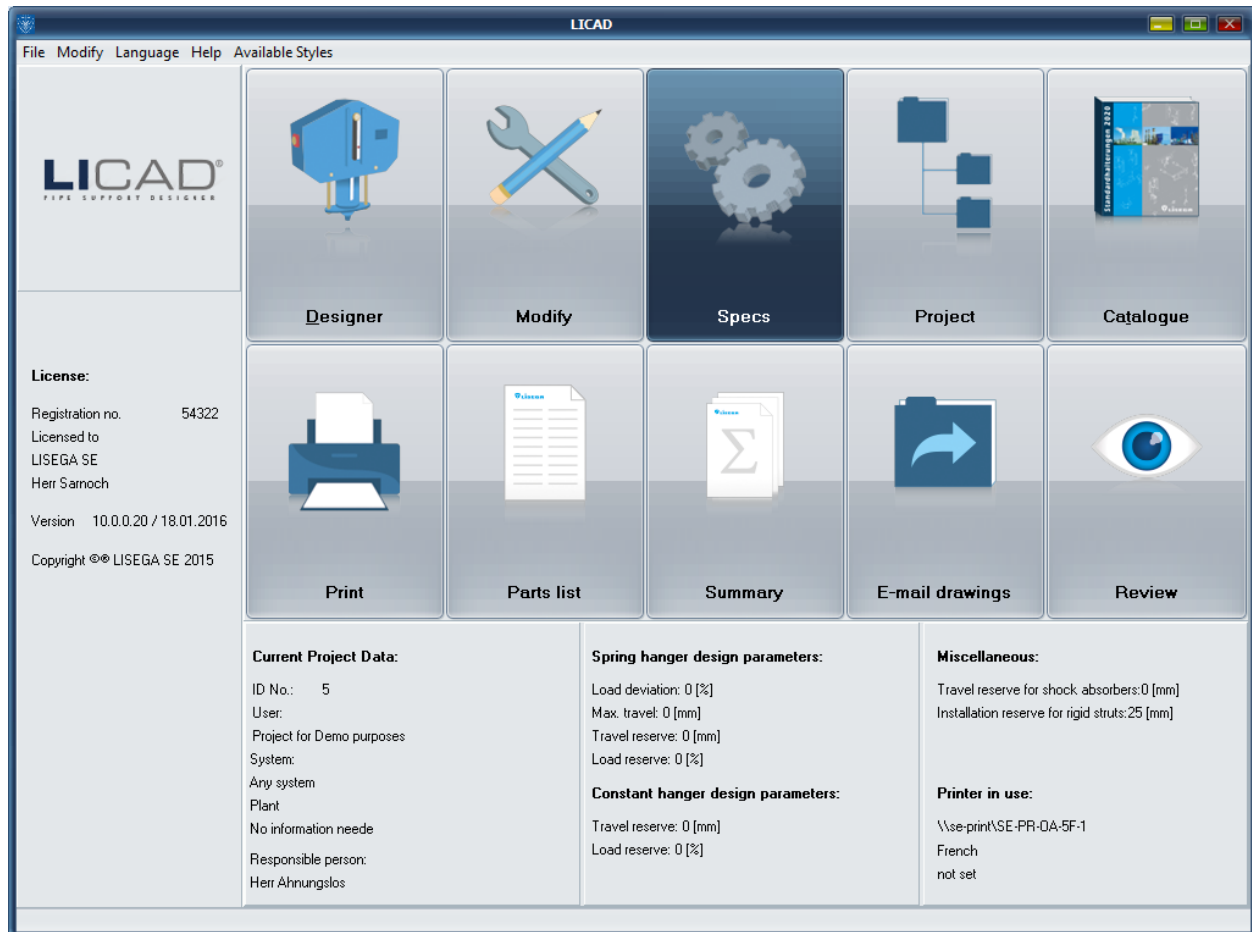 LICAD
File Modify Language Help Available Styles
LICAD®
PIPE SUPPORT DESIGNER
Designer
Modify
Specs
Project
Standardhalterungen 2020
LISEGA
Catalogue
Print
LISEGA
Parts list
LISEGA
Σ
Summary
E-mail drawings
Review
License:
Registration no. 54322
Licensed to
LISEGA SE
Herr Sarnoch
Version 10.0.0.20 / 18.01.2016
Copyright ©® LISEGA SE 2015
Current Project Data:
ID No.: 5
User:
Project for Demo purposes
System:
Any system
Plant
No information neede
Responsible person:
Herr Ahnungslos
Spring hanger design parameters:
Load deviation: 0 [%]
Max. travel: 0 [mm]
Travel reserve: 0 [mm]
Load reserve: 0 [%]
Constant hanger design parameters:
Travel reserve: 0 [mm]
Load reserve: 0 [%]
Miscellaneous:
Travel reserve for shock absorbers:0 [mm]
Installation reserve for rigid struts:25 [mm]
Printer in use:
\\se-print\SE-PR-OA-5F-1
French
not set